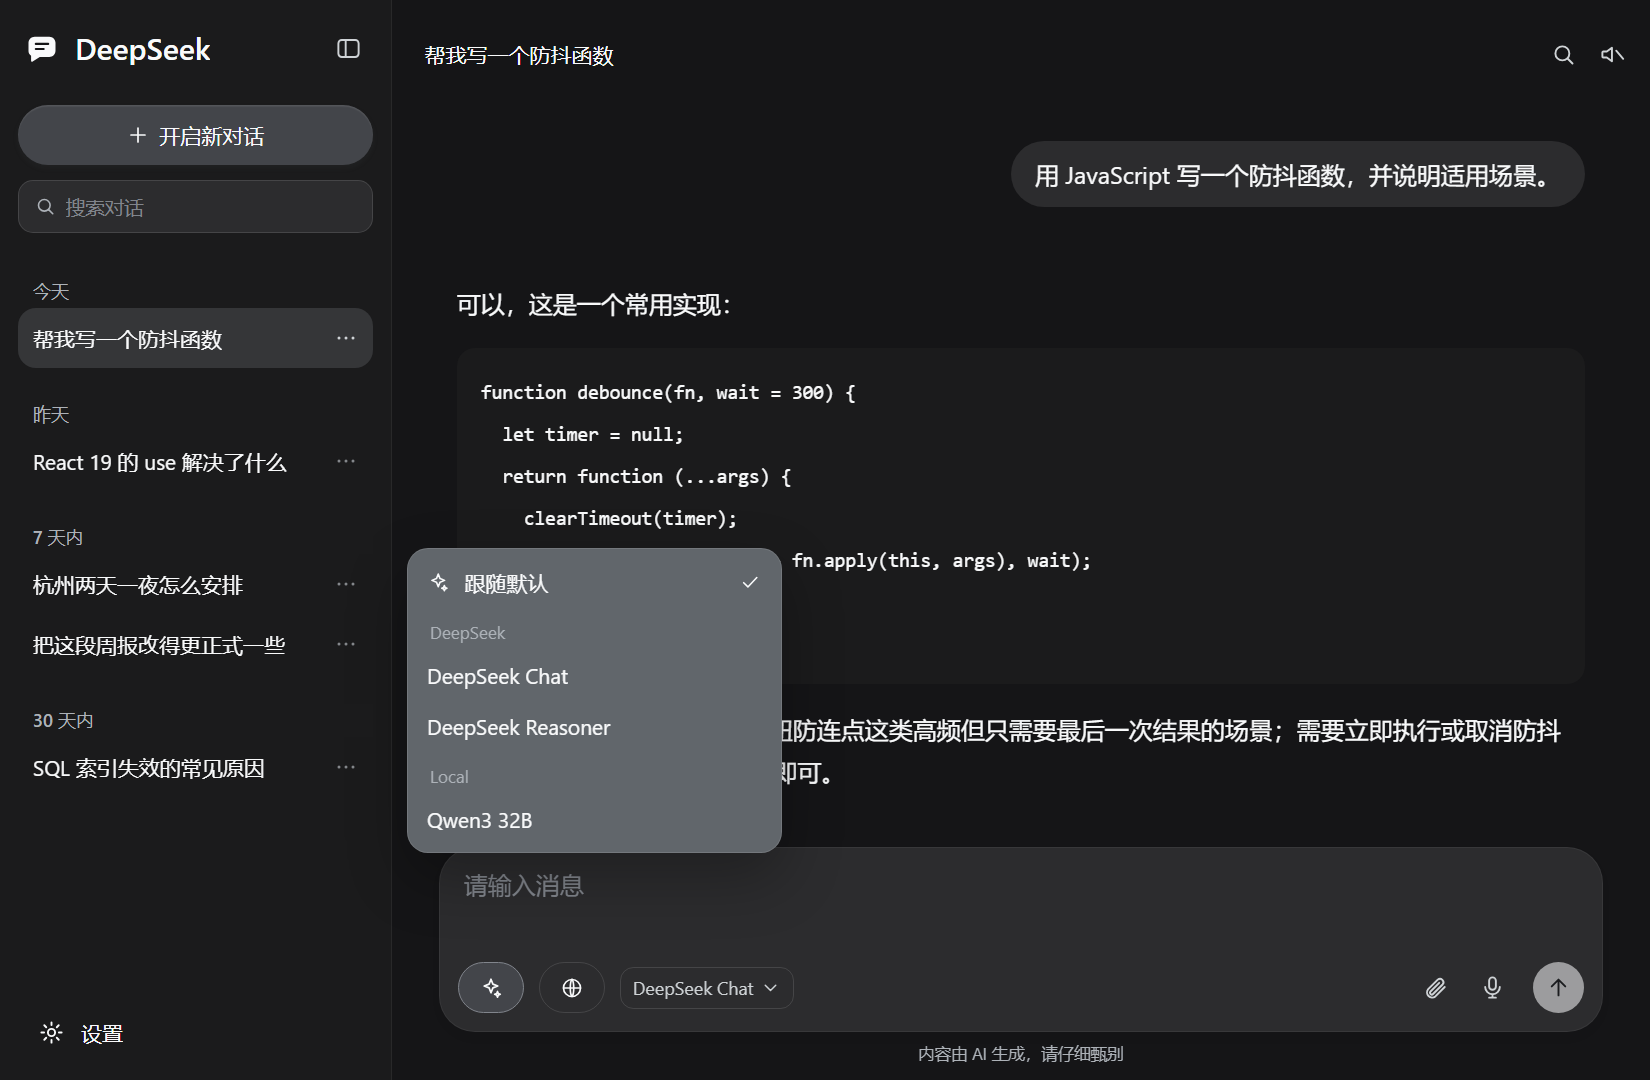 DeepSeek
开启新对话
搜索对话
今天
帮我写一个防抖函数
昨天
React 19 的 use 解决了什么
7 天内
杭州两天一夜怎么安排
把这段周报改得更正式一些
30 天内
SQL 索引失效的常见原因
设置
帮我写一个防抖函数
用 JavaScript 写一个防抖函数，并说明适用场景。
可以，这是一个常用实现：
function debounce(fn, wait = 300) {
let timer = null;
return function (...args) {
clearTimeout(timer);
fn.apply(this, args), wait);
防连点这类高频但只需要最后一次结果的场景；需要立即执行或取消防抖
即可。
跟随默认
DeepSeek
DeepSeek Chat
DeepSeek Reasoner
Local
Qwen3 32B
请输入消息
DeepSeek Chat
内容由 AI 生成，请仔细甄别